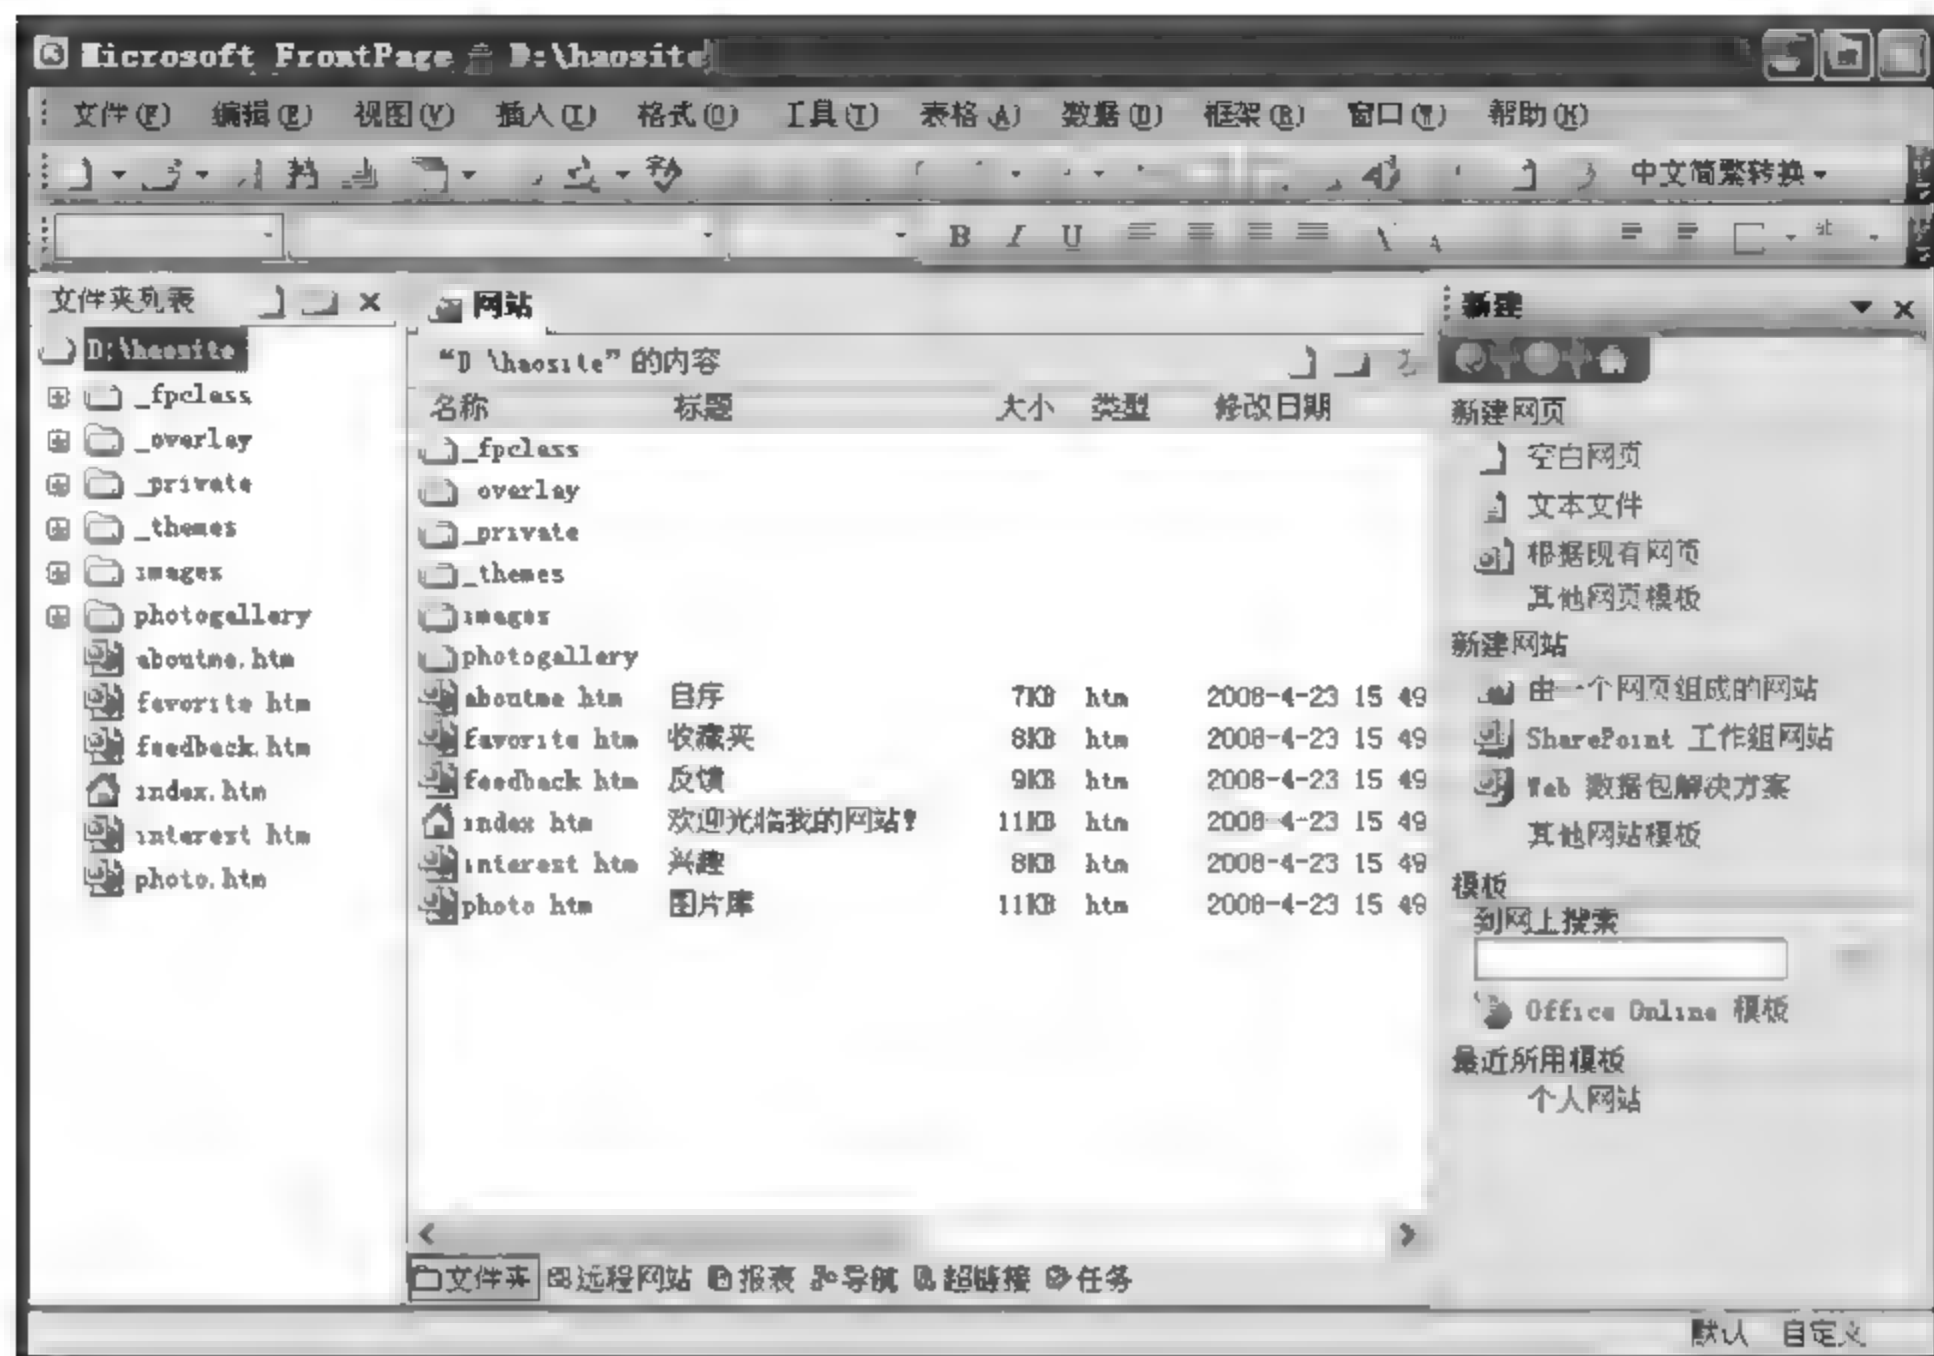 Microsoft FrontPage - D:\haosite
文件(F) 编辑(E) 视图(V) 插入(I) 格式(O) 工具(T) 表格(A) 数据(D) 框架(R) 窗口(W) 帮助(H)
中文简繁转换
B I U
文件夹列表
D:\haosite
_fpclass
_overlay
_private
_themes
images
photogallery
aboutme.htm
favorite htm
feedback.htm
index.htm
interest htm
photo.htm
网站
“D \haosite”的内容
名称 标题 大小 类型 修改日期
_fpclass
overlay
_private
_themes
images
photogallery
aboutme htm 自序 7KB htm 2008-4-23 15 49
favorite htm 收藏夹 8KB htm 2008-4-23 15 49
feedback htm 反馈 9KB htm 2008-4-23 15 49
index htm 欢迎光临我的网站! 11KB htm 2008-4-23 15 49
interest htm 兴趣 8KB htm 2008-4-23 15 49
photo htm 图片库 11KB htm 2008-4-23 15 49
文件夹 远程网站 报表 导航 超链接 任务
新建
新建网页
空白网页
文本文件
根据现有网页
其他网页模板
新建网站
由一个网页组成的网站
SharePoint 工作组网站
Web 数据包解决方案
其他网站模板
模板
到网上搜索
Office Online 模板
最近所用模板
个人网站
默认 自定义